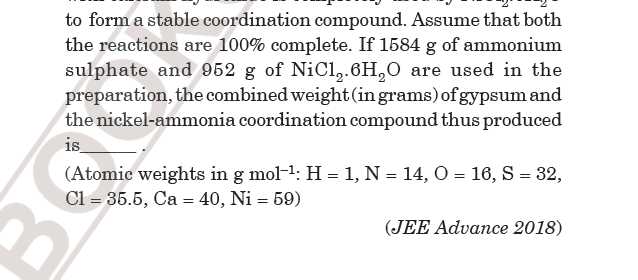 to form a stable coordination compound. Assume that both
the reactions are 100% complete. If 1584 g of ammonium
sulphate and 952 g of NiCl₂.6H₂O are used in the
preparation, the combined weight (in grams) of gypsum and
the nickel-ammonia coordination compound thus produced
is______ .
(Atomic weights in g mol⁻¹: H = 1, N = 14, O = 16, S = 32,
Cl = 35.5, Ca = 40, Ni = 59)
(JEE Advance 2018)
BOOK